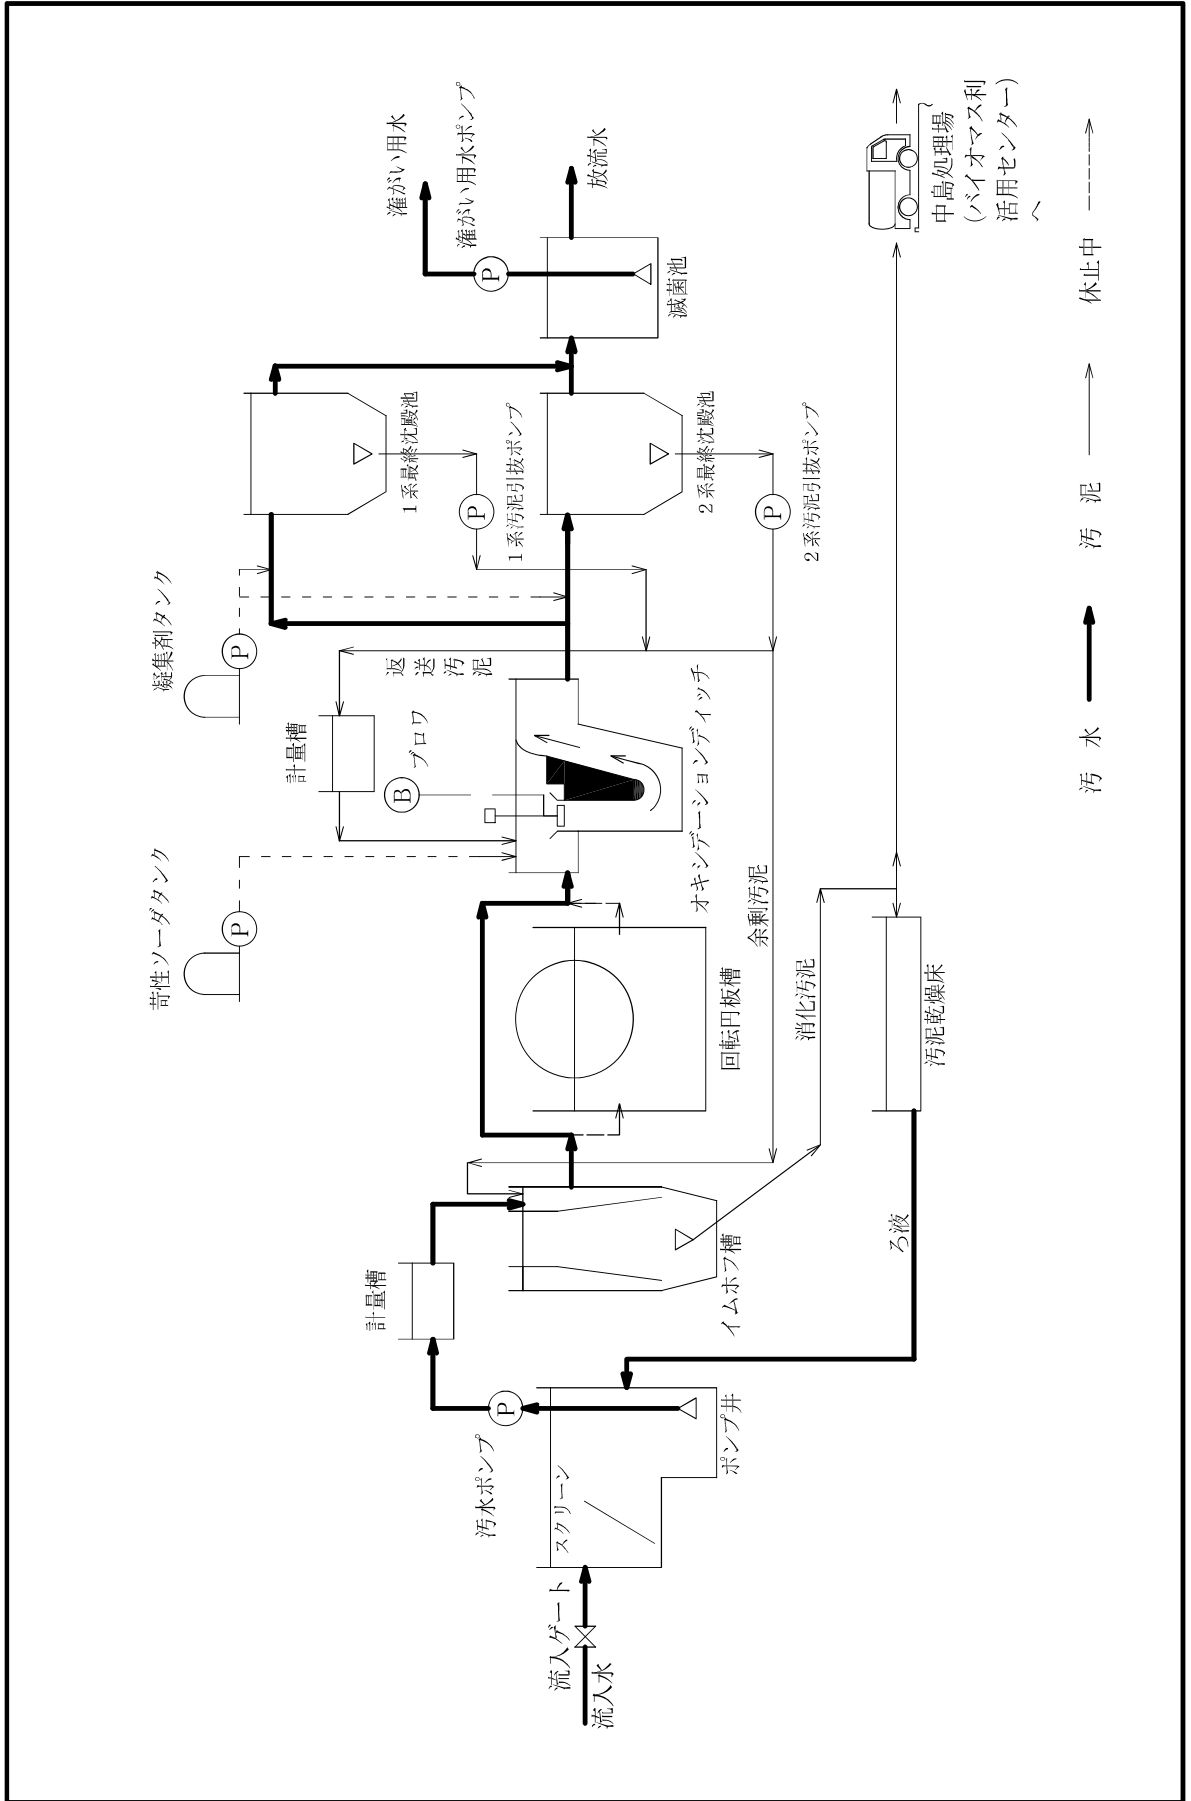 苛性ソーダタンク
P
凝集剤タンク
P
計量槽
B
ブロワ
返送汚泥
1系最終沈殿池
P
1系汚泥引抜ポンプ
灌がい用水
P
灌がい用水ポンプ
放流水
滅菌池
2系最終沈殿池
P
2系汚泥引抜ポンプ
流入ゲート
流入水
スクリーン
汚水ポンプ
P
ポンプ井
計量槽
イムホフ槽
回転円板槽
オキシデーションディッチ
余剰汚泥
消化汚泥
ろ液
汚泥乾燥床
中島処理場
(バイオマス利
活用センター)
へ
汚 水
汚 泥
休止中